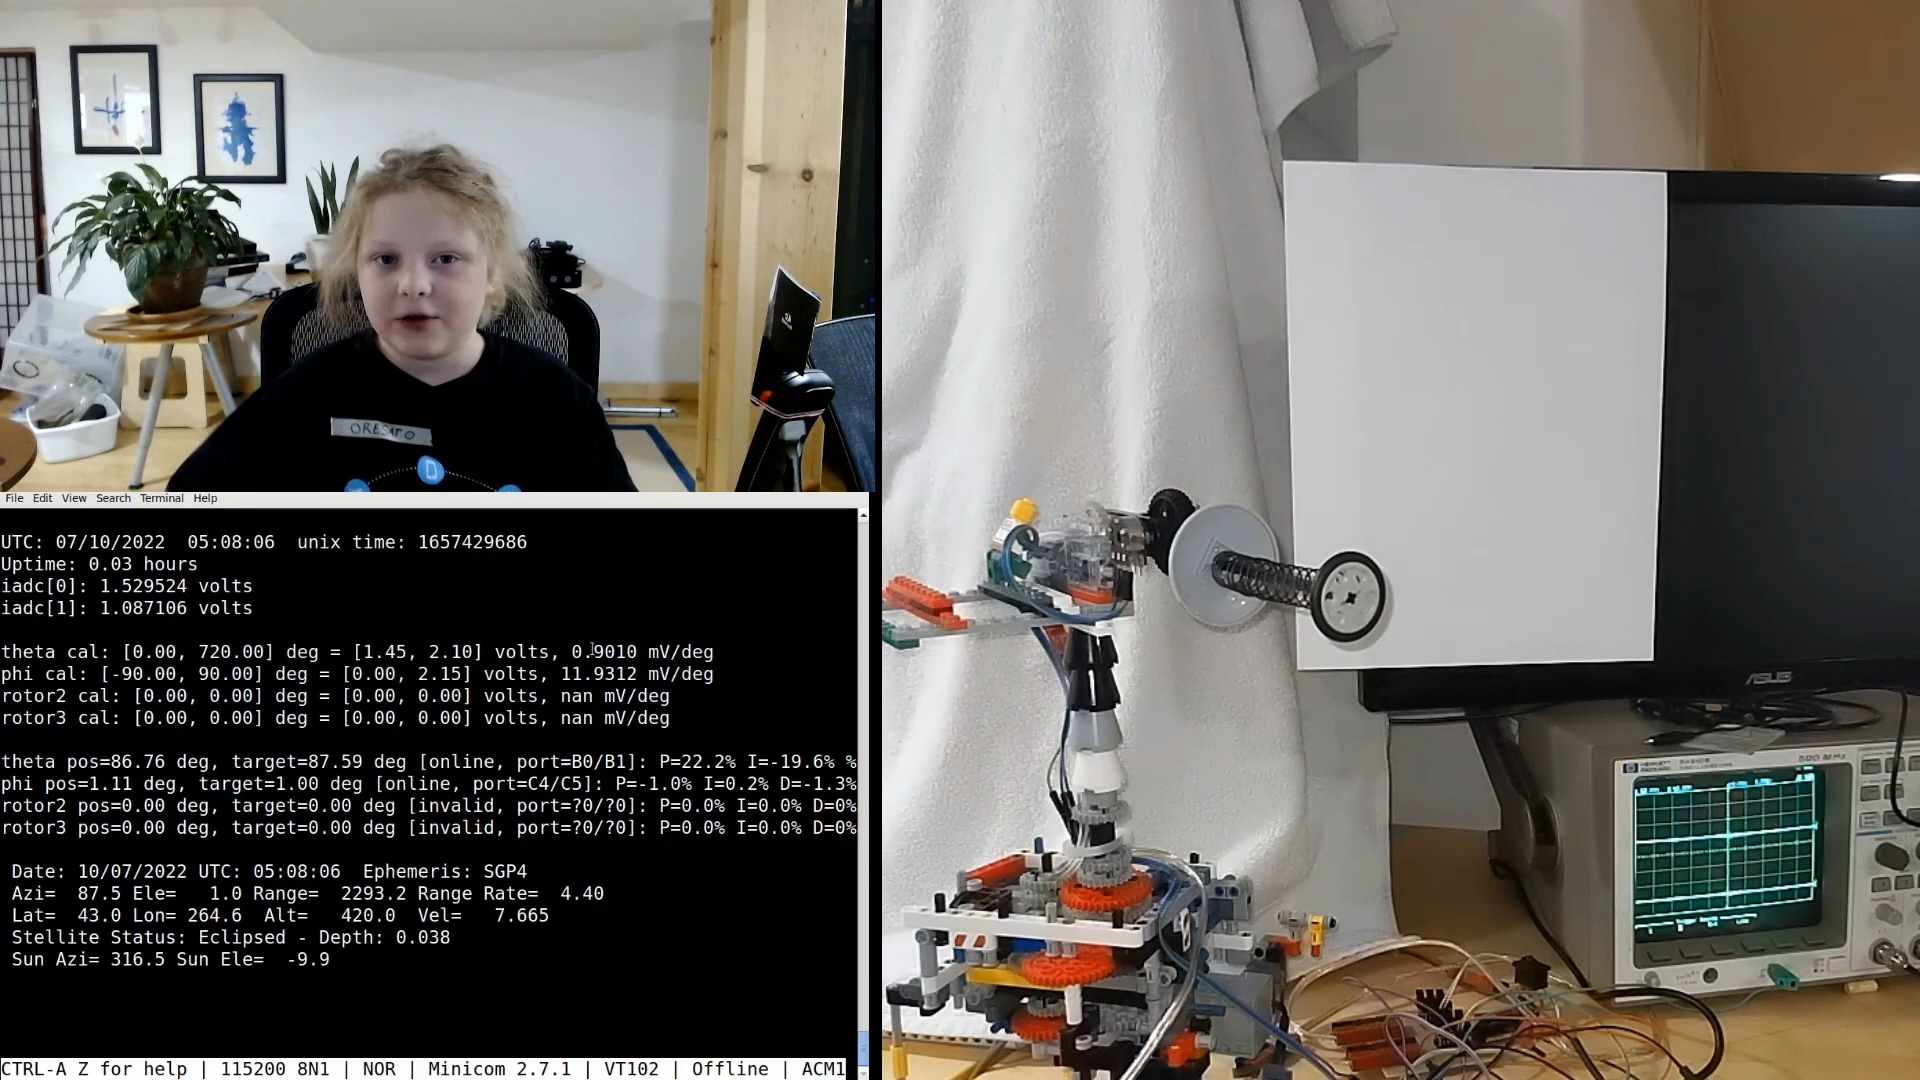 ORESAT0
File Edit View Search Terminal Help
UTC: 07/10/2022 05:08:06 unix time: 1657429686
Uptime: 0.03 hours
iadc[0]: 1.529524 volts
iadc[1]: 1.087106 volts
theta cal: [0.00, 720.00] deg = [1.45, 2.10] volts, 0.9010 mV/deg
phi cal: [-90.00, 90.00] deg = [0.00, 2.15] volts, 11.9312 mV/deg
rotor2 cal: [0.00, 0.00] deg = [0.00, 0.00] volts, nan mV/deg
rotor3 cal: [0.00, 0.00] deg = [0.00, 0.00] volts, nan mV/deg
theta pos=86.76 deg, target=87.59 deg [online, port=B0/B1]: P=22.2% I=-19.6% %
phi pos=1.11 deg, target=1.00 deg [online, port=C4/C5]: P=-1.0% I=0.2% D=-1.3%
rotor2 pos=0.00 deg, target=0.00 deg [invalid, port=?0/?0]: P=0.0% I=0.0% D=0%
rotor3 pos=0.00 deg, target=0.00 deg [invalid, port=?0/?0]: P=0.0% I=0.0% D=0%
Date: 10/07/2022 UTC: 05:08:06 Ephemeris: SGP4
Azi= 87.5 Ele= 1.0 Range= 2293.2 Range Rate= 4.40
Lat= 43.0 Lon= 264.6 Alt= 420.0 Vel= 7.665
Stellite Status: Eclipsed - Depth: 0.038
Sun Azi= 316.5 Sun Ele= -9.9
CTRL-A Z for help | 115200 8N1 | NOR | Minicom 2.7.1 | VT102 | Offline | ACM1
ASUS